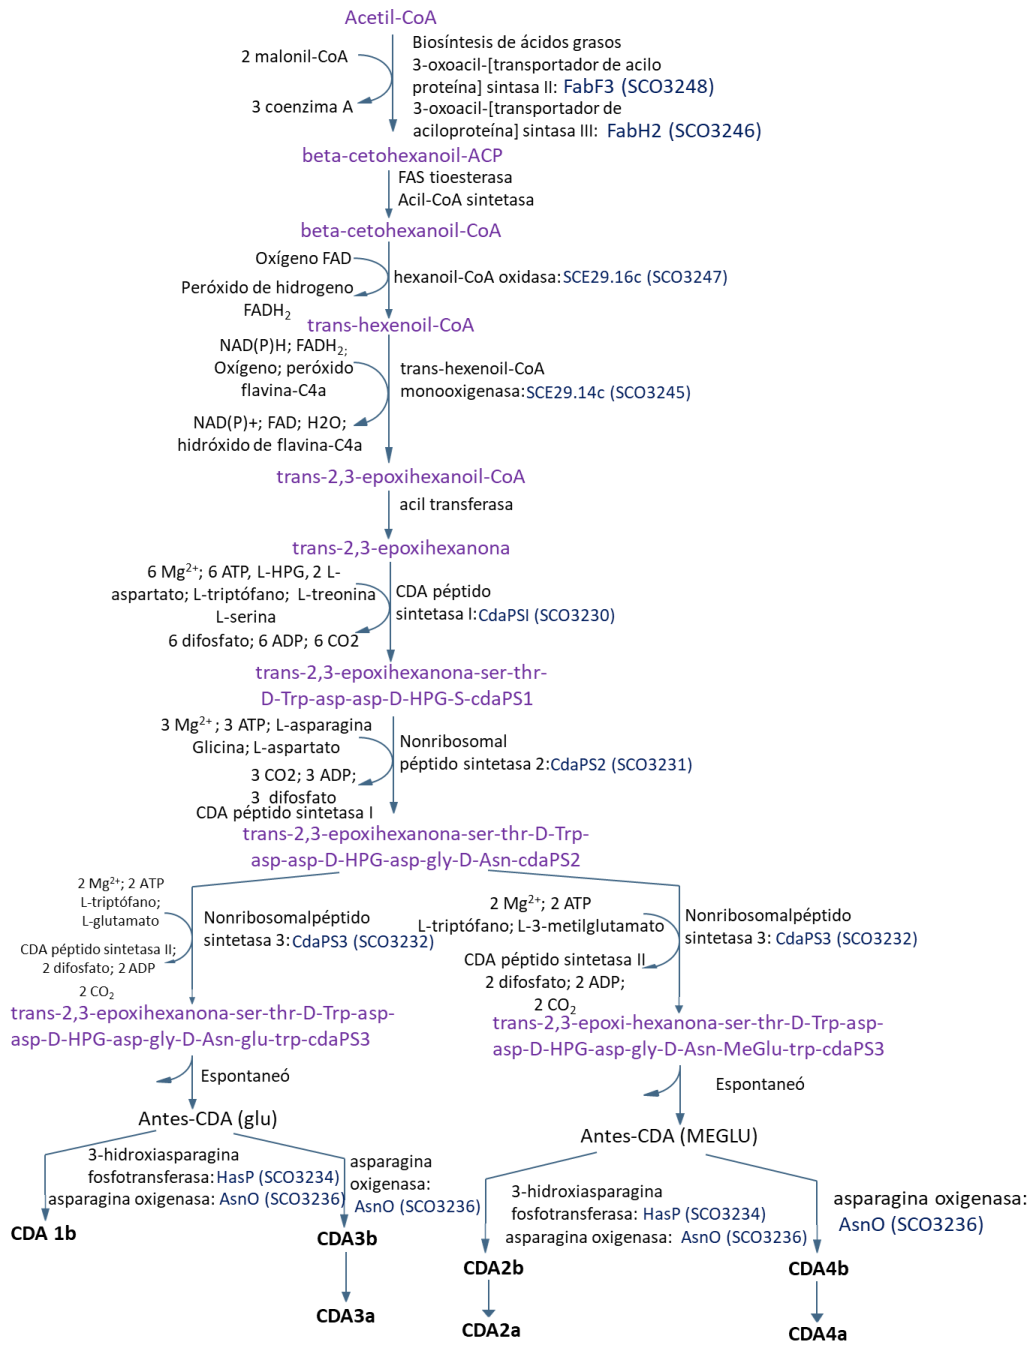 Acetil-CoA
2 malonil-CoA
3 coenzima A
Biosíntesis de ácidos grasos
3-oxoacil-[transportador de acilo
proteína] sintasa II: FabF3 (SCO3248)
3-oxoacil-[transportador de
aciloproteína] sintasa III: FabH2 (SCO3246)
beta-cetohexanoil-ACP
FAS tioesterasa
Acil-CoA sintetasa
beta-cetohexanoil-CoA
Oxígeno FAD
Peróxido de hidrogeno
FADH2
hexanoil-CoA oxidasa: SCE29.16c (SCO3247)
trans-hexenoil-CoA
NAD(P)H; FADH2;
Oxígeno; peróxido
flavina-C4a
NAD(P)+; FAD; H2O;
hidróxido de flavina-C4a
trans-hexenoil-CoA
monooxigenasa: SCE29.14c (SCO3245)
trans-2,3-epoxihexanoil-CoA
acil transferasa
trans-2,3-epoxihexanona
6 Mg2+; 6 ATP, L-HPG, 2 L-
aspartato; L-triptófano; L-treonina
L-serina
6 difosfato; 6 ADP; 6 CO2
CDA péptido
sintetasa I: CdaPSI (SCO3230)
trans-2,3-epoxihexanona-ser-thr-
D-Trp-asp-asp-D-HPG-S-cdaPS1
3 Mg2+; 3 ATP; L-asparagina
Glicina; L-aspartato
3 CO2; 3 ADP;
3 difosfato
CDA péptido sintetasa I
Nonribosomal
péptido sintetasa 2: CdaPS2 (SCO3231)
trans-2,3-epoxihexanona-ser-thr-D-Trp-
asp-asp-D-HPG-asp-gly-D-Asn-cdaPS2
2 Mg2+; 2 ATP
L-triptófano;
L-glutamato
CDA péptido sintetasa II;
2 difosfato; 2 ADP
2 CO2
Nonribosomalpéptido
sintetasa 3: CdaPS3 (SCO3232)
2 Mg2+; 2 ATP
L-triptófano; L-3-metilglutamato
CDA péptido sintetasa II
2 difosfato; 2 ADP;
2 CO2
Nonribosomalpéptido
sintetasa 3: CdaPS3 (SCO3232)
trans-2,3-epoxihexanona-ser-thr-D-Trp-asp-
asp-D-HPG-asp-gly-D-Asn-glu-trp-cdaPS3
trans-2,3-epoxi-hexanona-ser-thr-D-Trp-asp-
asp-D-HPG-asp-gly-D-Asn-MeGlu-trp-cdaPS3
Espontaneó
Espontaneó
Antes-CDA (glu)
Antes-CDA (MEGLU)
3-hidroxiasparagina
fosfotransferasa: HasP (SCO3234)
asparagina oxigenasa: AsnO (SCO3236)
asparagina
oxigenasa:
AsnO (SCO3236)
3-hidroxiasparagina
fosfotransferasa: HasP (SCO3234)
asparagina oxigenasa: AsnO (SCO3236)
asparagina oxigenasa:
AsnO (SCO3236)
CDA 1b
CDA3b
CDA2b
CDA4b
CDA3a
CDA2a
CDA4a